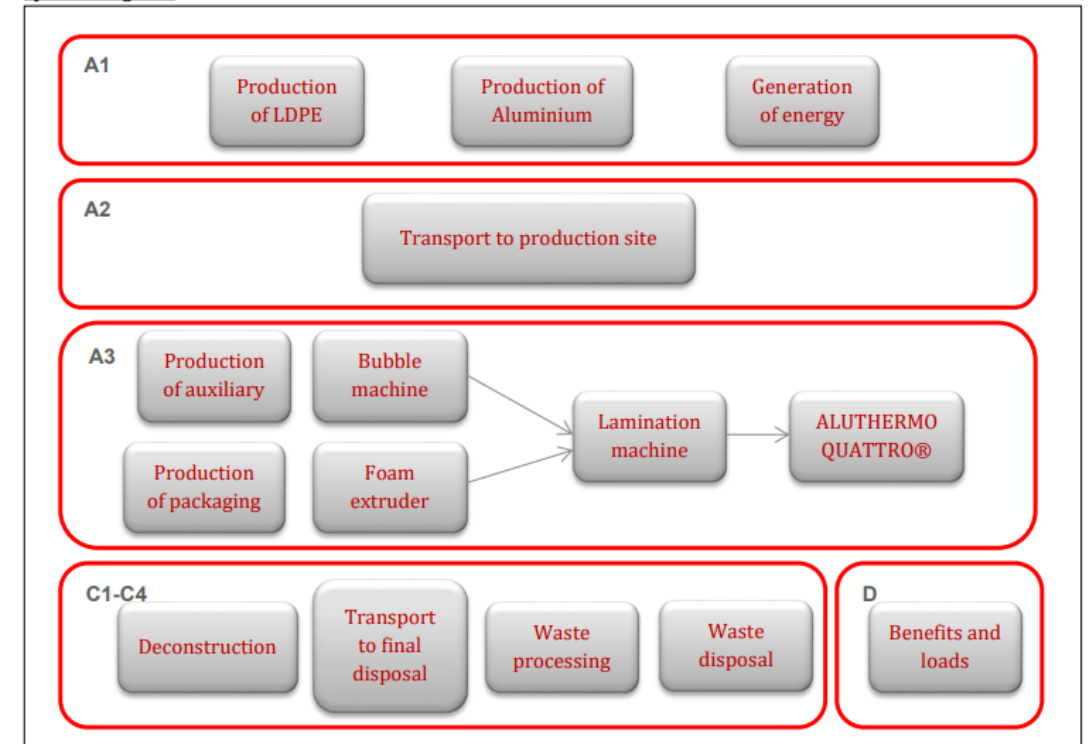 A1
Production
of LDPE
Production of
Aluminium
Generation
of energy
A2
Transport to production site
A3
Production
of auxiliary
Bubble
machine
Lamination
machine
ALUTHERMO
QUATTRO®
Production
of packaging
Foam
extruder
C1-C4
Deconstruction
Transport
to final
disposal
Waste
processing
Waste
disposal
D
Benefits and
loads